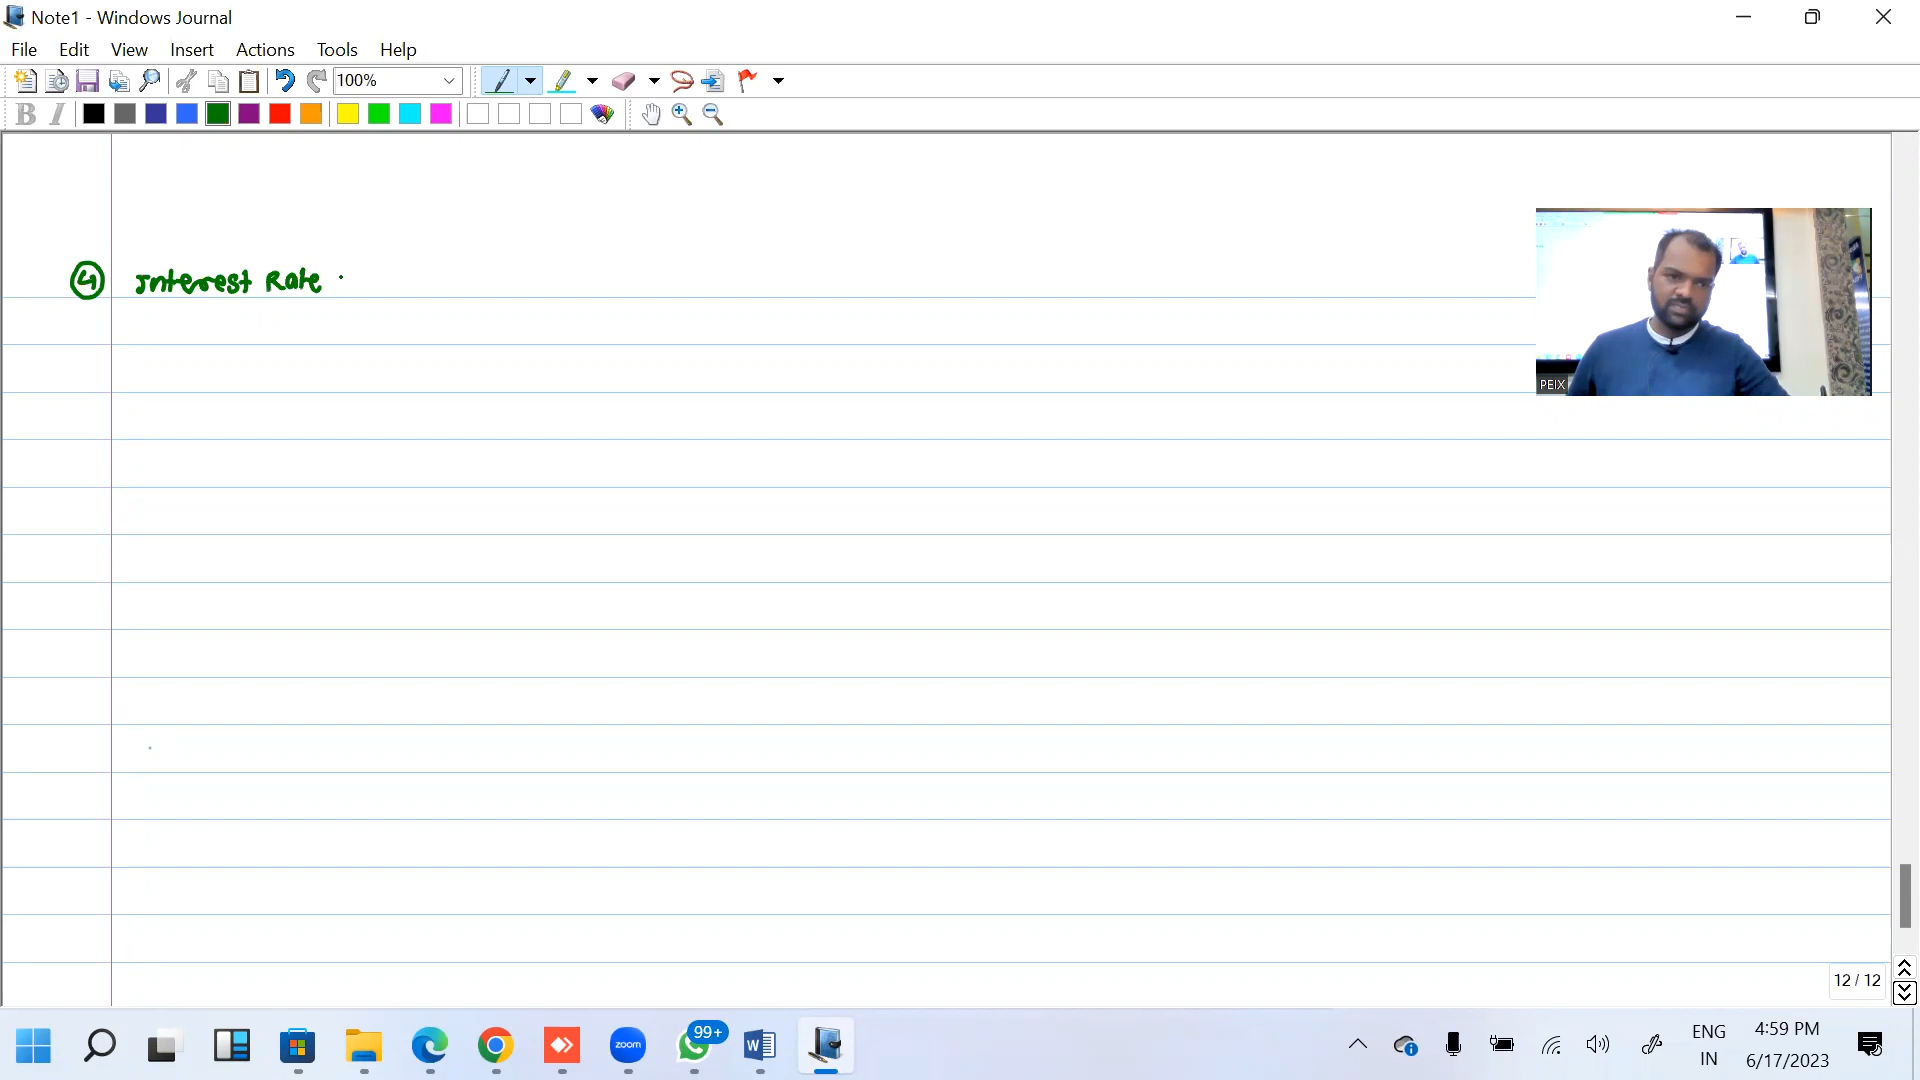 Note1 - Windows Journal
File Edit View Insert Actions Tools Help
100%
B I
④ Interest Rate
PEIX
12 / 12
99+
zoom
W
ENG
IN
4:59 PM
6/17/2023